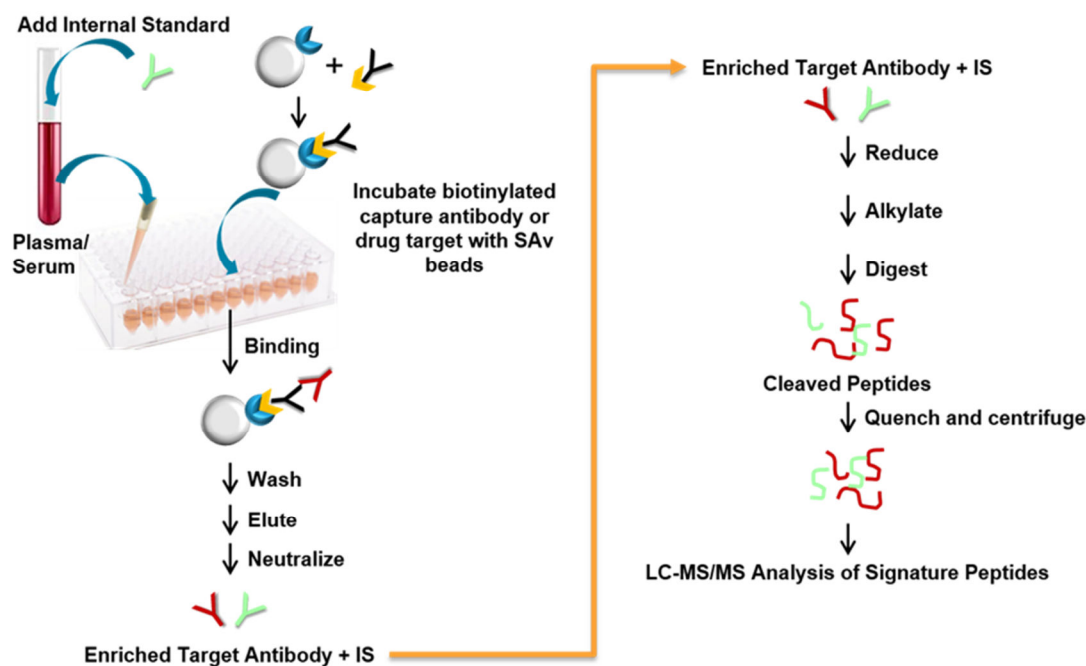 Add Internal Standard
+
Plasma/
Serum
Incubate biotinylated
capture antibody or
drug target with SAv
beads
Binding
Wash
Elute
Neutralize
Enriched Target Antibody + IS
Enriched Target Antibody + IS
Reduce
Alkylate
Digest
Cleaved Peptides
Quench and centrifuge
LC-MS/MS Analysis of Signature Peptides